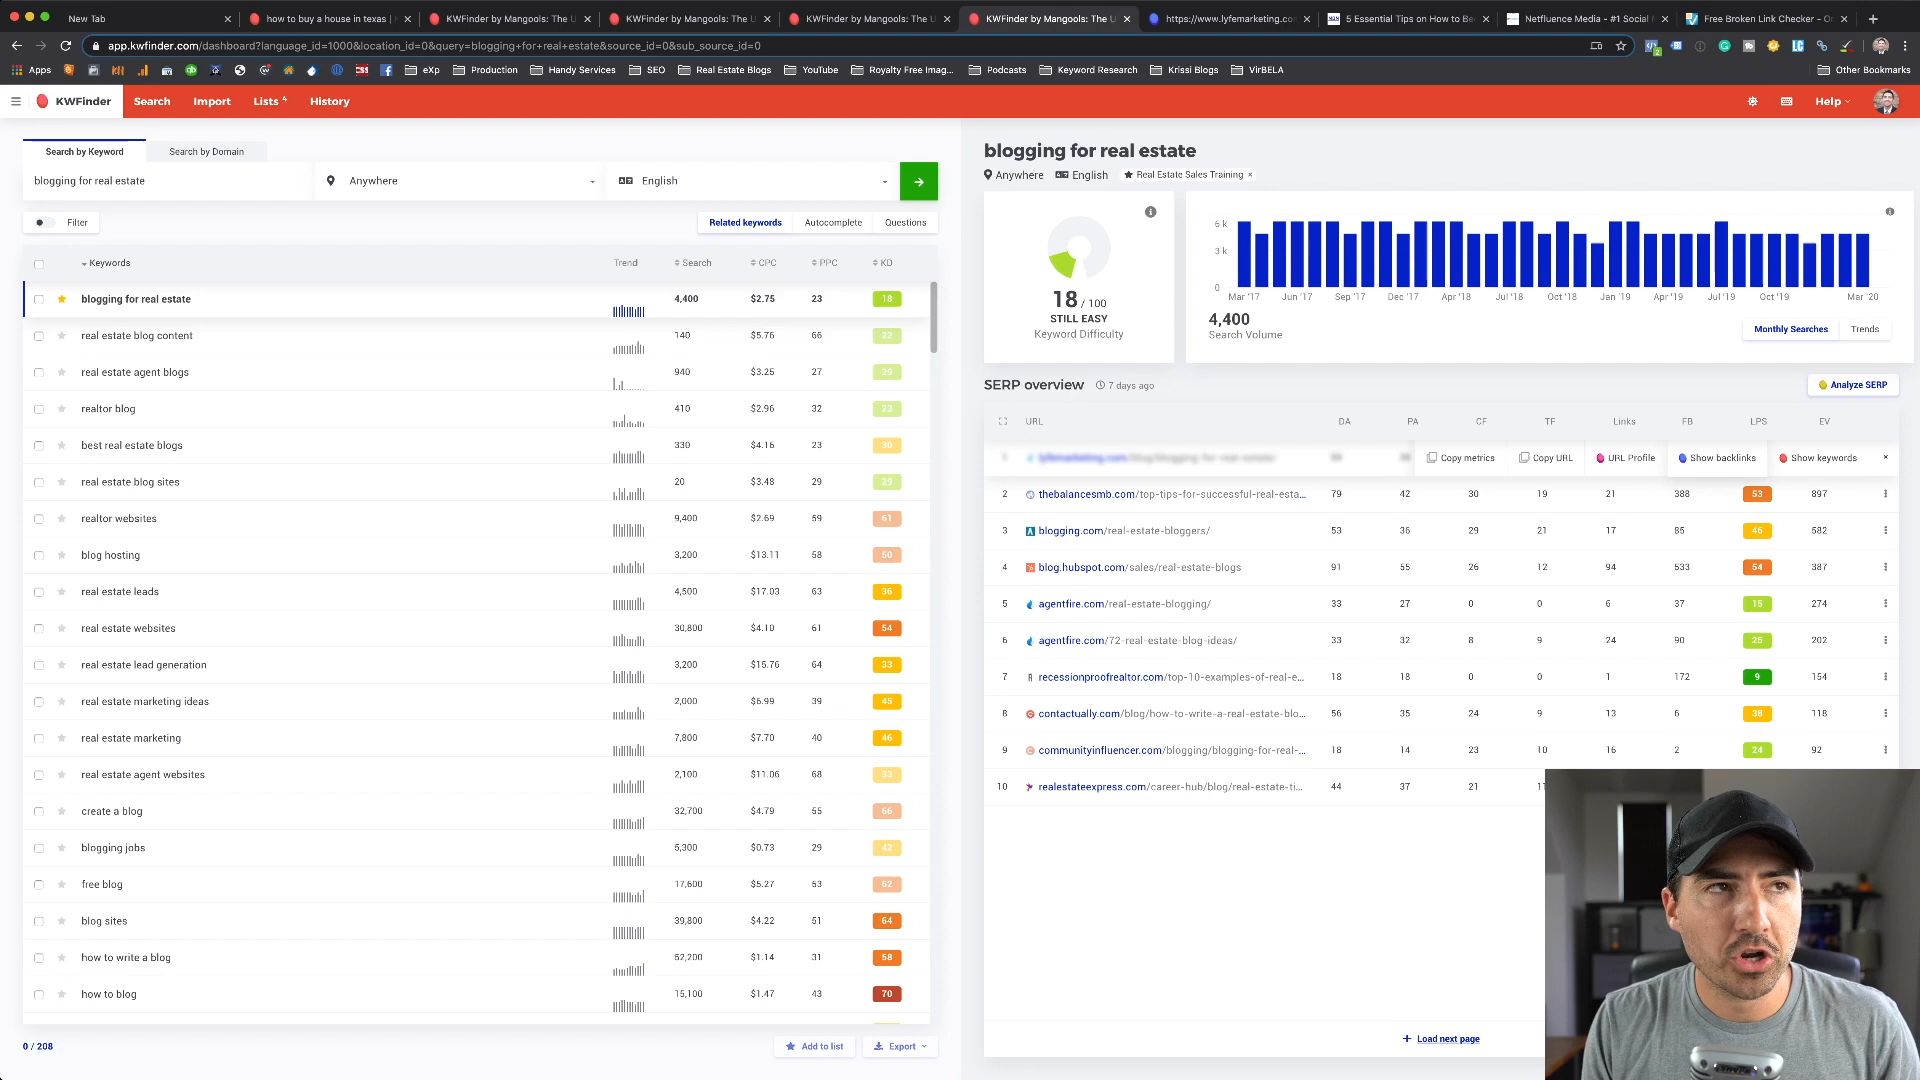 New Tab
how to buy a house in texas |
KWFinder by Mangools: The U
KWFinder by Mangools: The U
KWFinder by Mangools: The U
KWFinder by Mangools: The U
https://www.lyfemarketing.com
5 Essential Tips on How to Be
Netfluence Media - #1 Social
Free Broken Link Checker - On
app.kwfinder.com/dashboard?language_id=1000&location_id=0&query=blogging+for+real+estate&source_id=0&sub_source_id=0
Apps eXp Production Handy Services SEO Real Estate Blogs YouTube Royalty Free Imag... Podcasts Keyword Research Krissi Blogs VirBELA Other Bookmarks
KWFinder Search Import Lists 4 History Help
Search by Keyword Search by Domain
blogging for real estate Anywhere English
Filter Related keywords Autocomplete Questions
Keywords Trend Search CPC PPC KD
blogging for real estate 4,400 $2.75 23 18
real estate blog content 140 $5.76 66 22
real estate agent blogs 940 $3.25 27 29
realtor blog 410 $2.96 32 23
best real estate blogs 330 $4.16 23 30
real estate blog sites 20 $3.48 29 29
realtor websites 9,400 $2.69 59 61
blog hosting 3,200 $13.11 58 50
real estate leads 4,500 $17.03 63 36
real estate websites 30,800 $4.10 61 54
real estate lead generation 3,200 $15.76 64 33
real estate marketing ideas 2,000 $6.99 39 45
real estate marketing 7,800 $7.70 40 46
real estate agent websites 2,100 $11.06 68 33
create a blog 32,700 $4.79 55 66
blogging jobs 5,300 $0.73 29 42
free blog 17,600 $5.27 53 62
blog sites 39,800 $4.22 51 64
how to write a blog 52,200 $1.14 31 58
how to blog 15,100 $1.47 43 70
0 / 208 Add to list Export
blogging for real estate
Anywhere English Real Estate Sales Training ×
18 / 100
STILL EASY
Keyword Difficulty
6 k
3 k
0
Mar '17 Jun '17 Sep '17 Dec '17 Apr '18 Jul '18 Oct '18 Jan '19 Apr '19 Jul '19 Oct '19 Mar '20
4,400
Search Volume
Monthly Searches Trends
SERP overview 7 days ago Analyze SERP
URL DA PA CF TF Links FB LPS EV
Copy metrics Copy URL URL Profile Show backlinks Show keywords ×
2 thebalancesmb.com/top-tips-for-successful-real-esta... 79 42 30 19 21 388 53 897
3 blogging.com/real-estate-bloggers/ 53 36 29 21 17 85 46 582
4 blog.hubspot.com/sales/real-estate-blogs 91 55 26 12 94 533 54 387
5 agentfire.com/real-estate-blogging/ 33 27 0 0 6 37 15 274
6 agentfire.com/72-real-estate-blog-ideas/ 33 32 8 9 24 90 25 202
7 recessionproofrealtor.com/top-10-examples-of-real-e... 18 18 0 0 1 172 9 154
8 contactually.com/blog/how-to-write-a-real-estate-blo... 56 35 24 9 13 6 38 118
9 communityinfluencer.com/blogging/blogging-for-real-... 18 14 23 10 16 2 24 92
10 realestateexpress.com/career-hub/blog/real-estate-ti... 44 37 21
+ Load next page